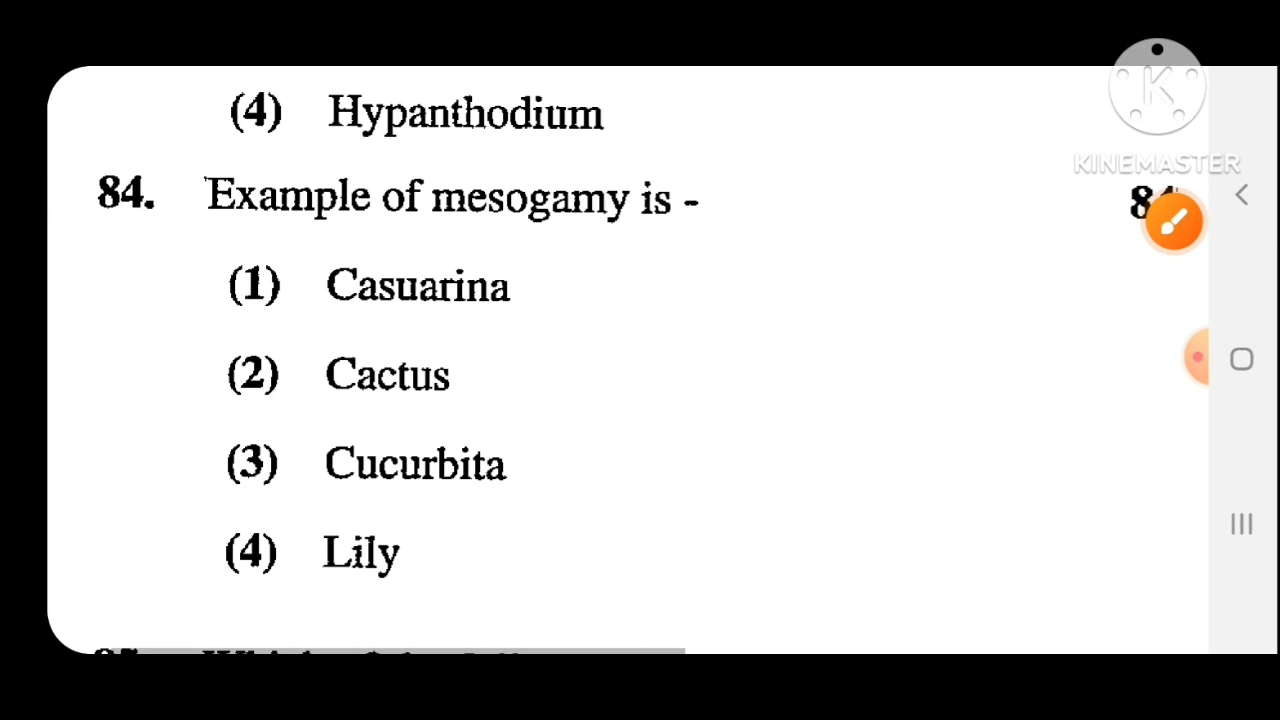 (4) Hypanthodium
KINEMASTER
84. Example of mesogamy is -
(1) Casuarina
(2) Cactus
(3) Cucurbita
(4) Lily